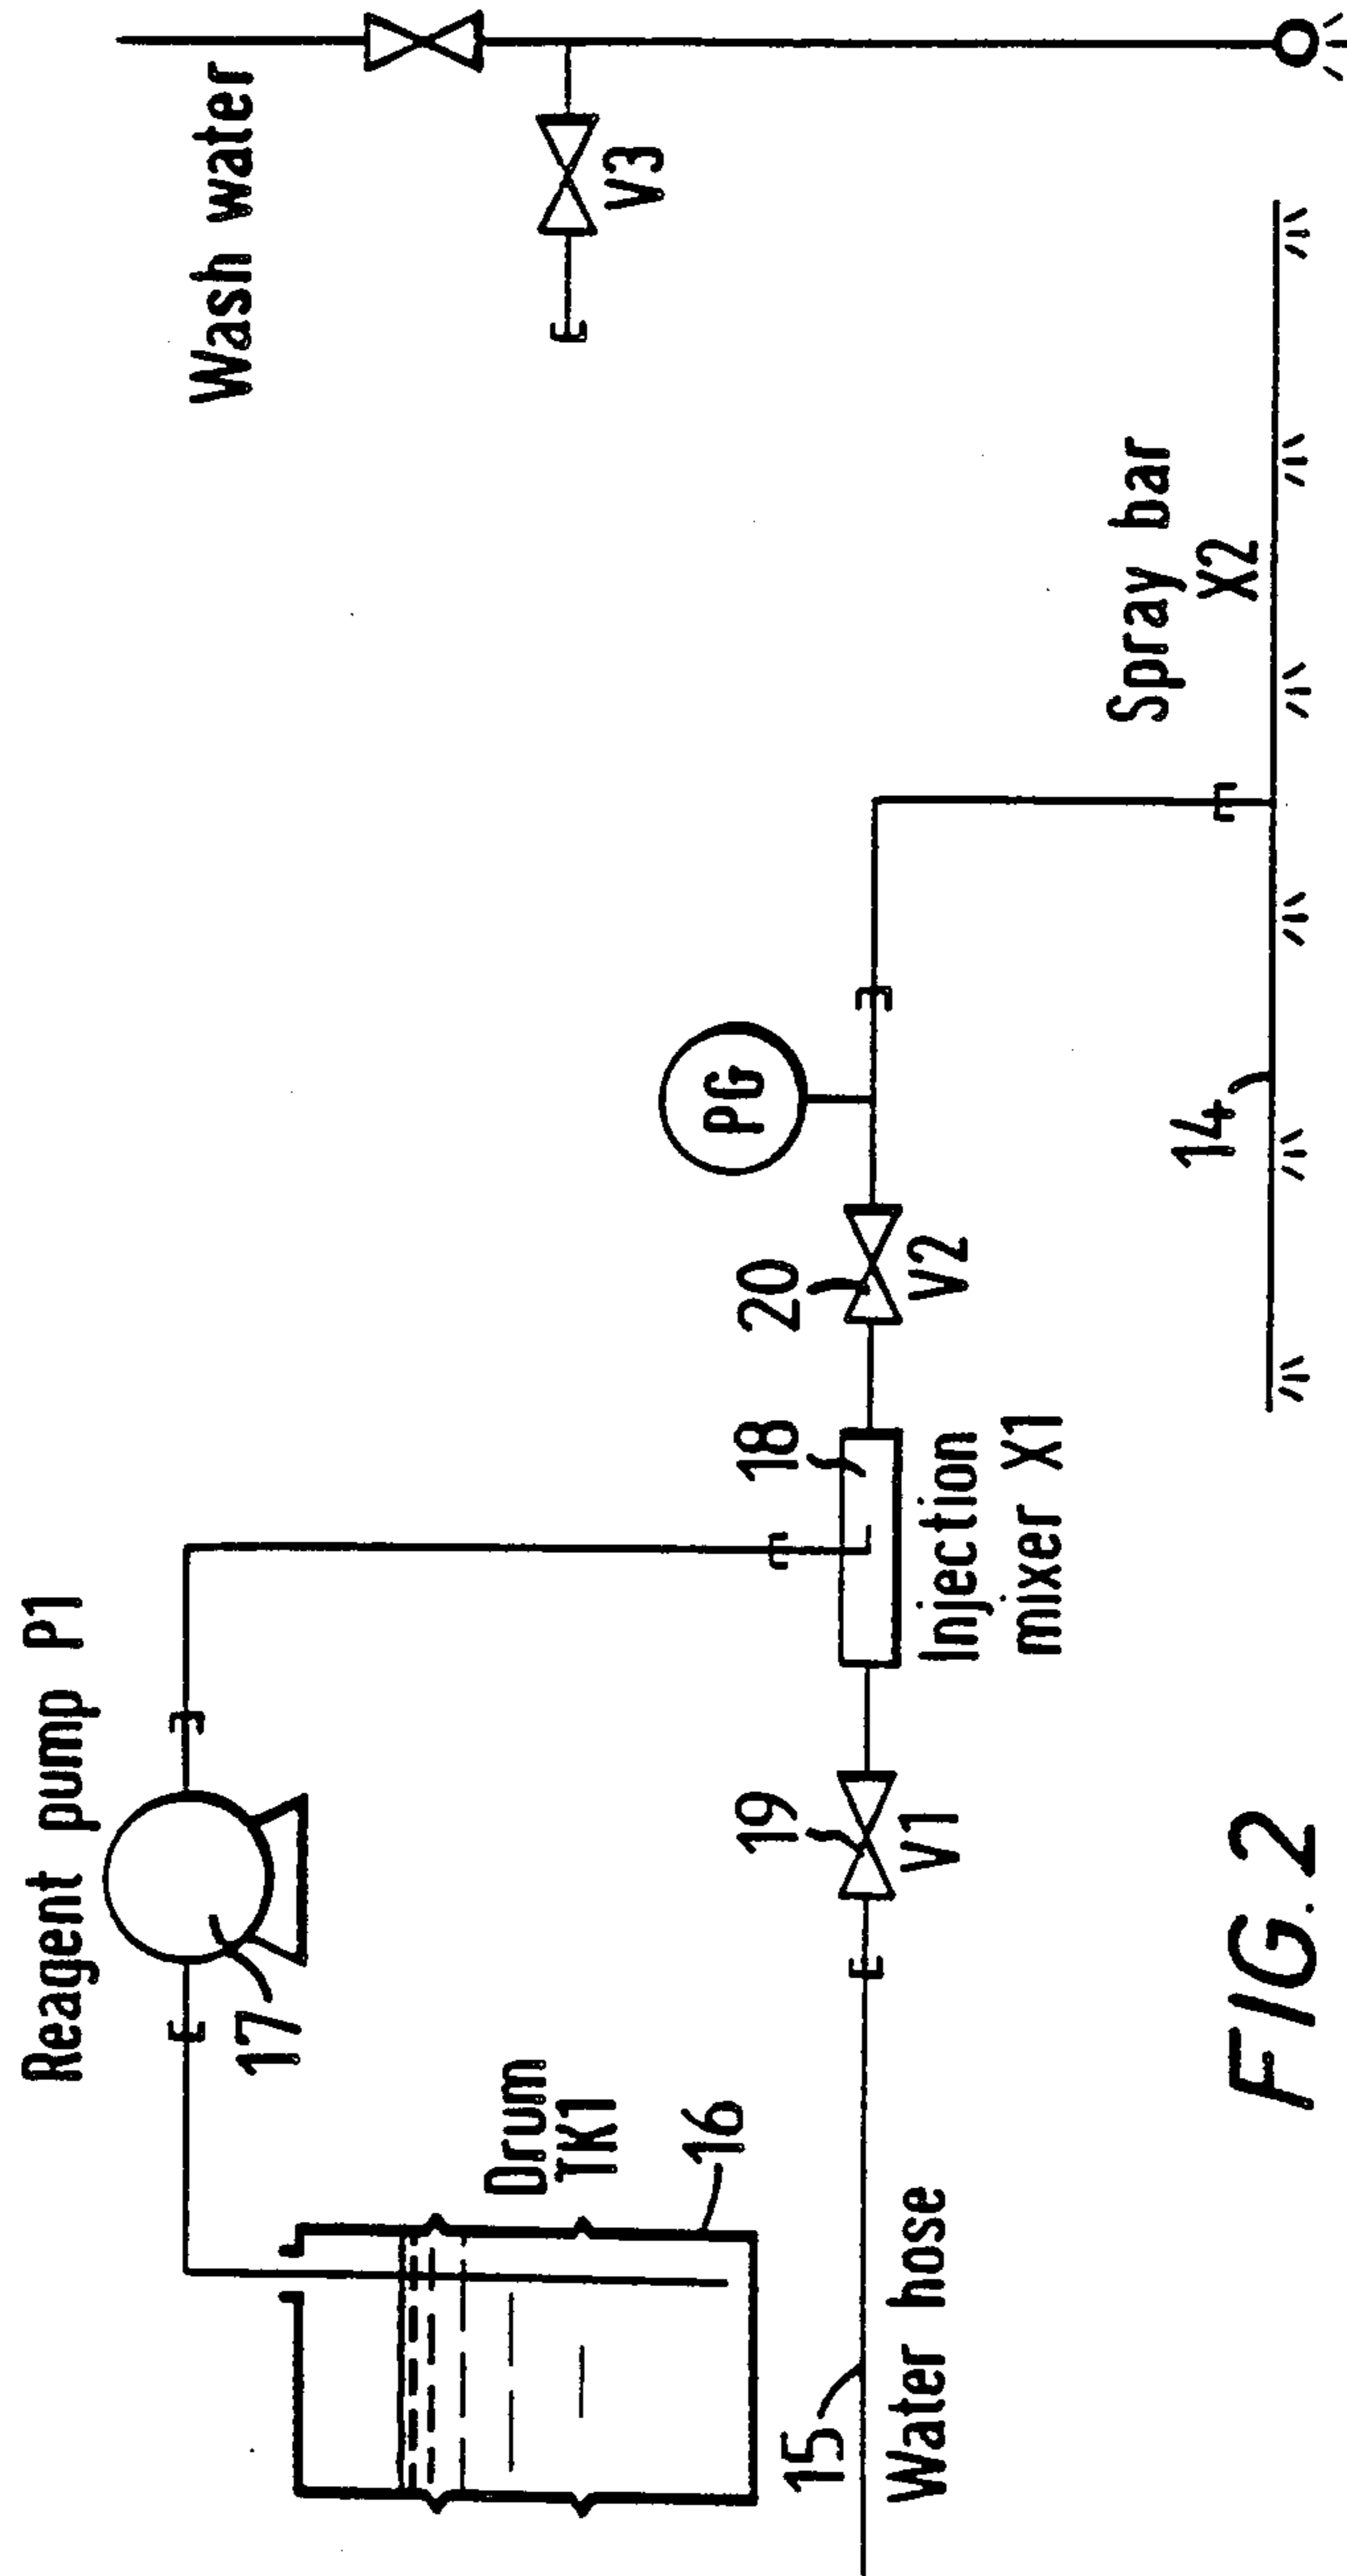 Reagent pump P1
17
Drum
TK1
16
15
Water hose
19
V1
18
Injection
mixer X1
20
V2
PG
14
Spray bar
X2
Wash water
V3
FIG. 2